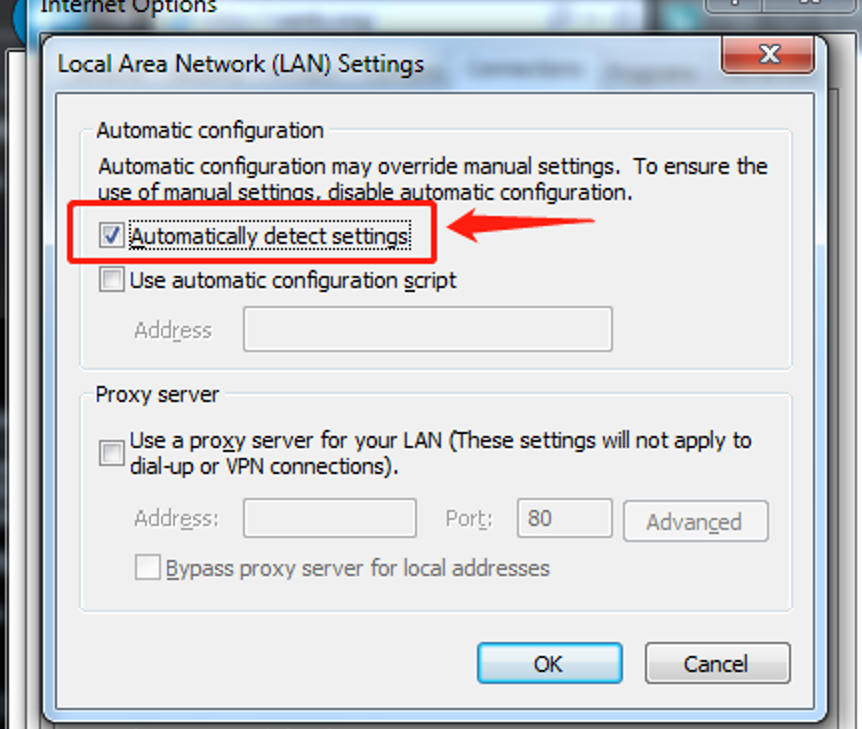 Internet Options
Local Area Network (LAN) Settings
Automatic configuration
Automatic configuration may override manual settings. To ensure the
use of manual settings, disable automatic configuration.
Automatically detect settings
Use automatic configuration script
Address
Proxy server
Use a proxy server for your LAN (These settings will not apply to
dial-up or VPN connections).
Address:
Port:
80
Advanced
Bypass proxy server for local addresses
OK
Cancel